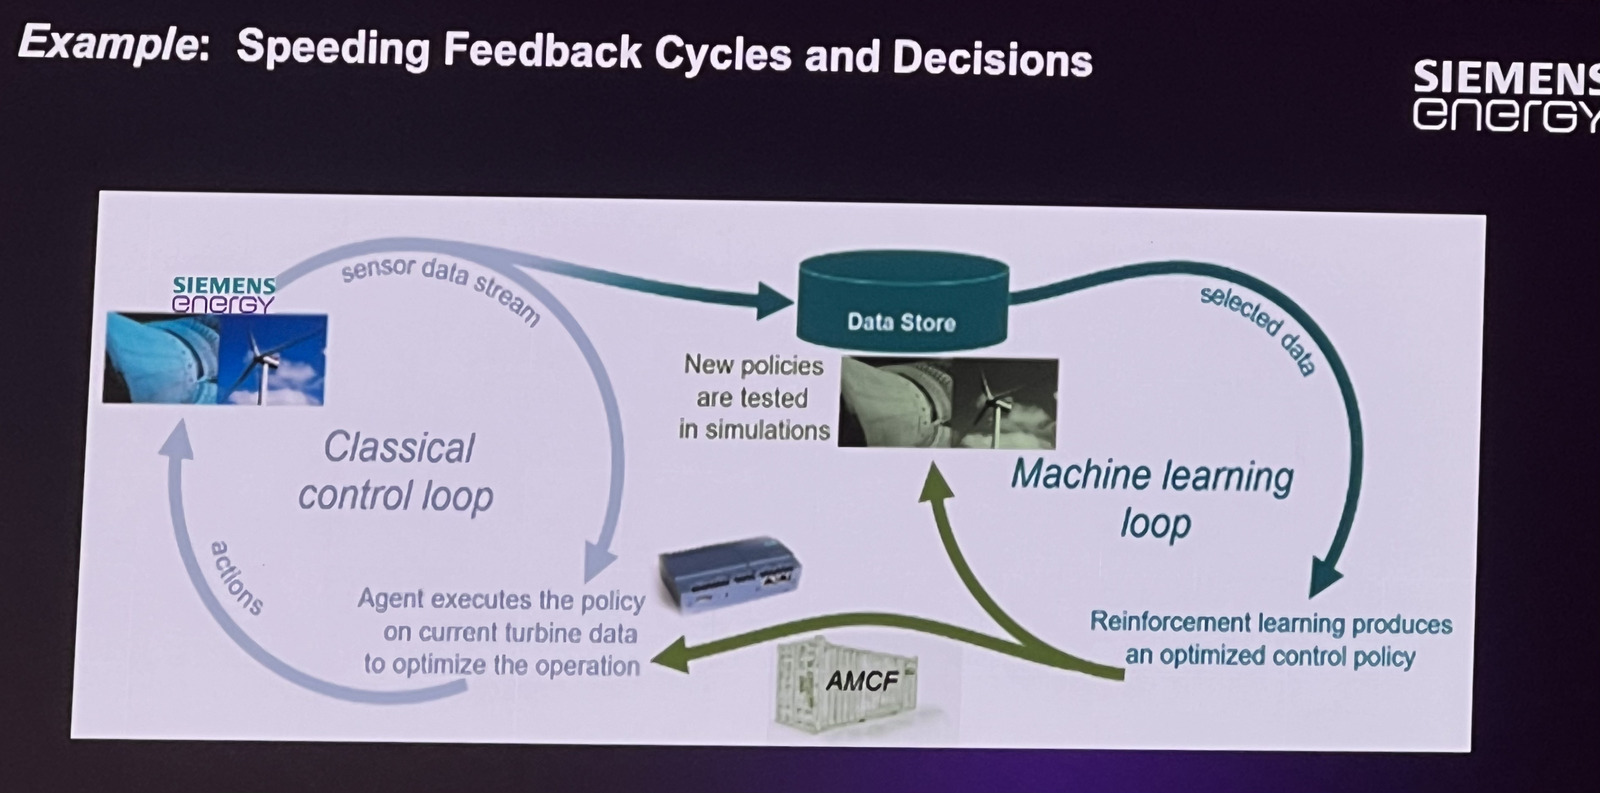 Example: Speeding Feedback Cycles and Decisions
SIEMENS
energy
SIEMENS
energy
sensor data stream
Data Store
selected data
New policies
are tested
in simulations
Classical
control loop
Machine learning
loop
actions
Agent executes the policy
on current turbine data
to optimize the operation
Reinforcement learning produces
an optimized control policy
AMCF